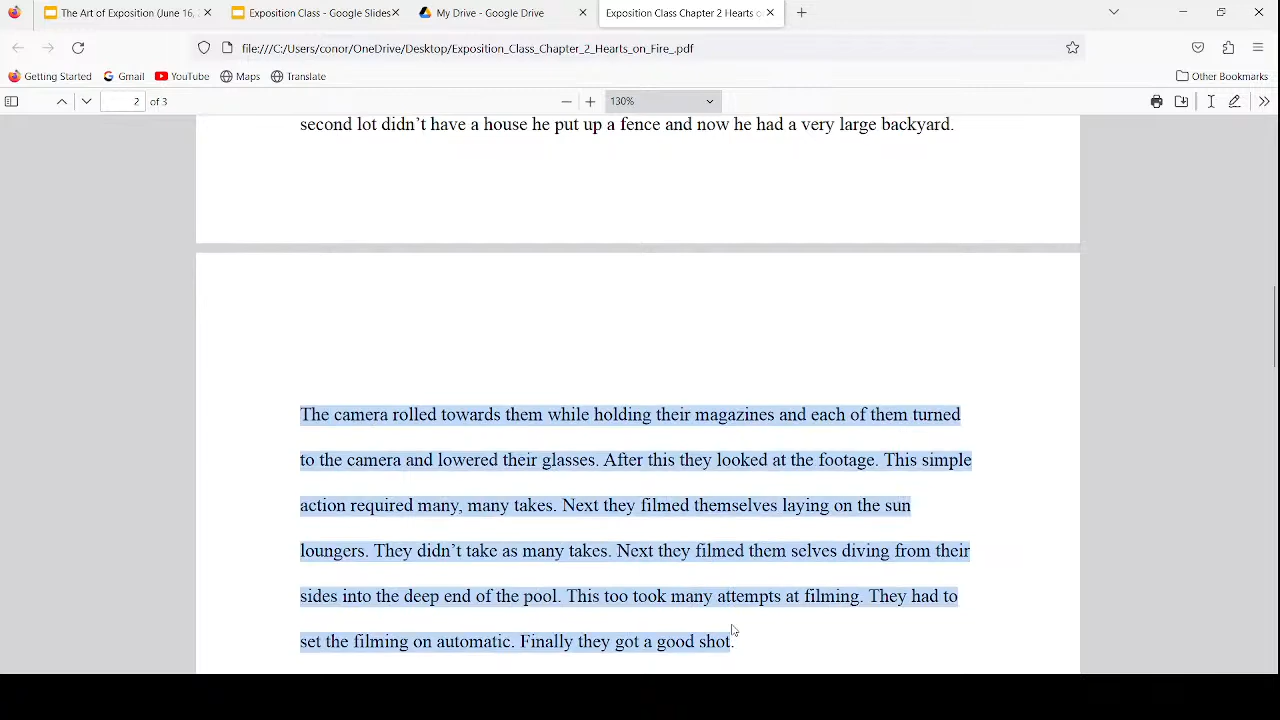 The Art of Exposition (June 16, 2
Exposition Class - Google Slides
My Drive - Google Drive
Exposition Class Chapter 2 Hearts o
file:///C:/Users/conor/OneDrive/Desktop/Exposition_Class_Chapter_2_Hearts_on_Fire_.pdf
Getting Started
Gmail
YouTube
Maps
Translate
Other Bookmarks
2 of 3
130%
second lot didn’t have a house he put up a fence and now he had a very large backyard.
The camera rolled towards them while holding their magazines and each of them turned
to the camera and lowered their glasses. After this they looked at the footage. This simple
action required many, many takes. Next they filmed themselves laying on the sun
loungers. They didn’t take as many takes. Next they filmed them selves diving from their
sides into the deep end of the pool. This too took many attempts at filming. They had to
set the filming on automatic. Finally they got a good shot.